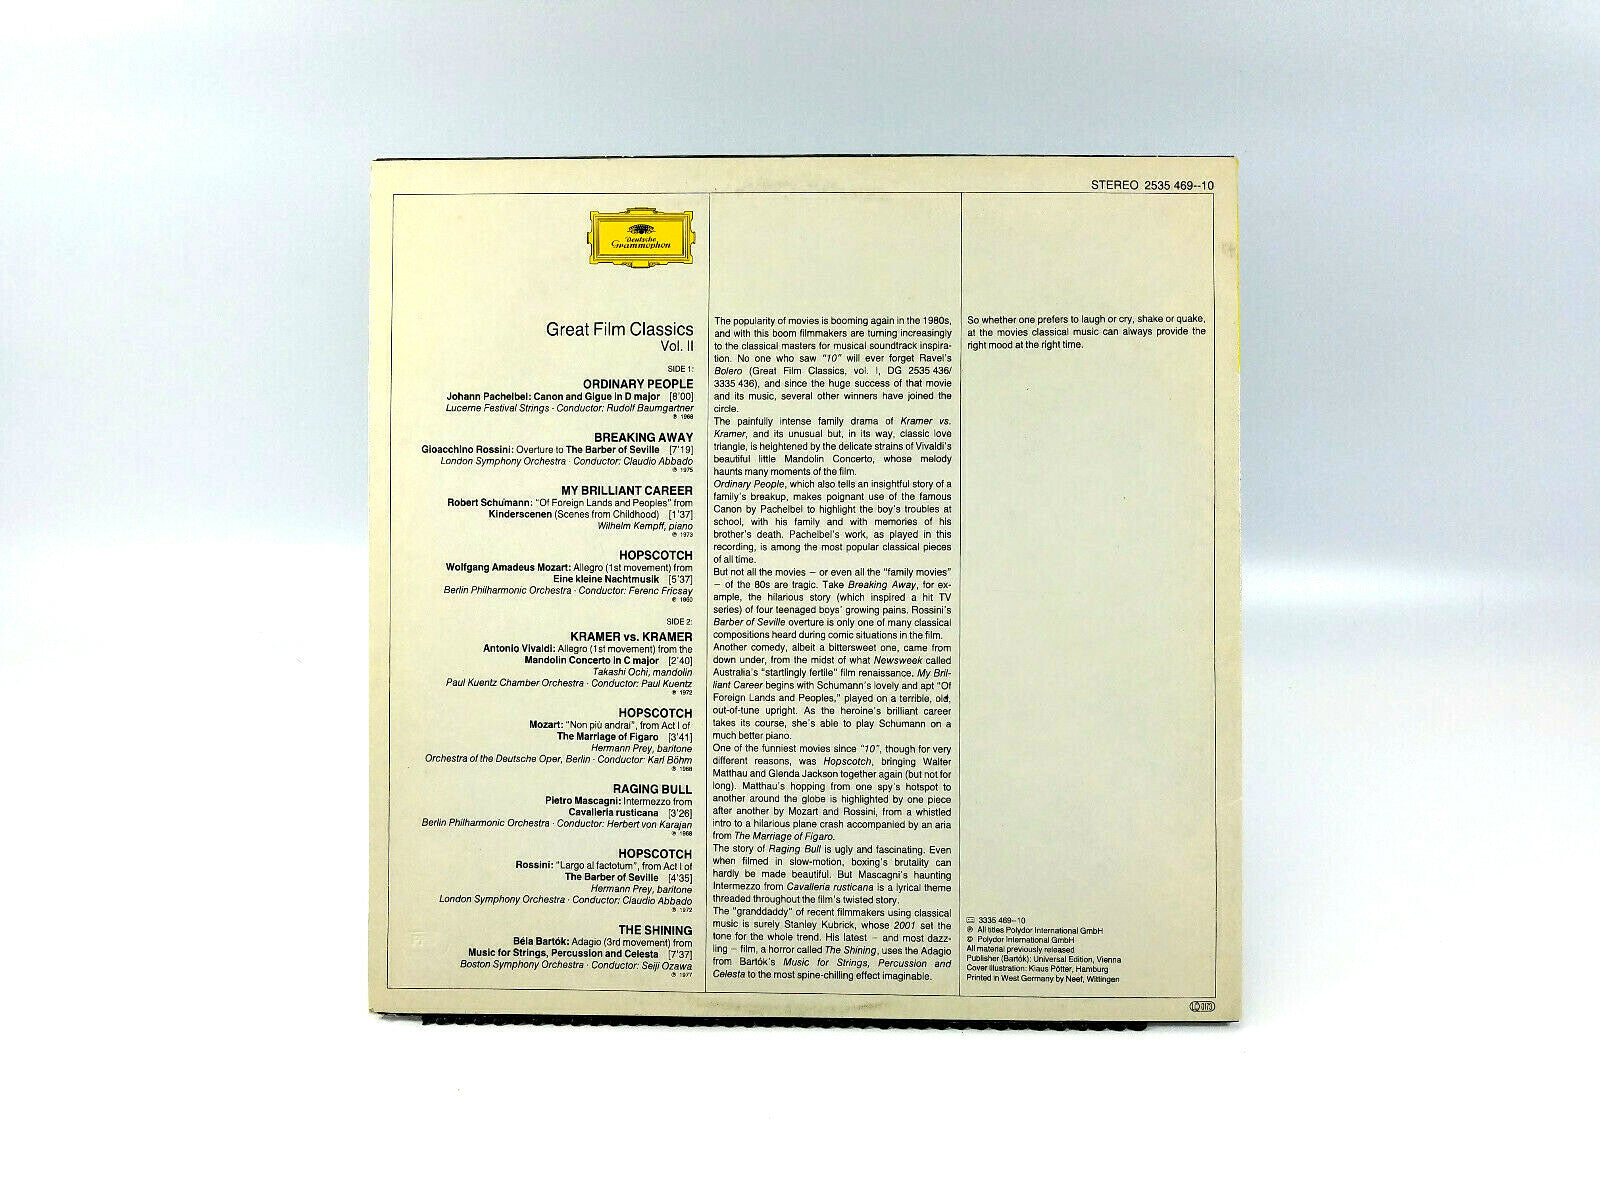 STEREO 2535 469--10
Deutsche
Grammophon
Great Film Classics
Vol. II
SIDE 1:
ORDINARY PEOPLE
Johann Pachelbel: Canon and Gigue in D major [8'00]
Lucerne Festival Strings · Conductor: Rudolf Baumgartner
℗ 1968
BREAKING AWAY
Gioacchino Rossini: Overture to The Barber of Seville [7'19]
London Symphony Orchestra · Conductor: Claudio Abbado
℗ 1975
MY BRILLIANT CAREER
Robert Schumann: "Of Foreign Lands and Peoples" from
Kinderscenen (Scenes from Childhood) [1'37]
Wilhelm Kempff, piano
℗ 1973
HOPSCOTCH
Wolfgang Amadeus Mozart: Allegro (1st movement) from
Eine kleine Nachtmusik [5'37]
Berlin Philharmonic Orchestra · Conductor: Ferenc Fricsay
℗ 1960
SIDE 2:
KRAMER vs. KRAMER
Antonio Vivaldi: Allegro (1st movement) from the
Mandolin Concerto in C major [2'40]
Takashi Ochi, mandolin
Paul Kuentz Chamber Orchestra · Conductor: Paul Kuentz
℗ 1972
HOPSCOTCH
Mozart: "Non più andrai", from Act I of
The Marriage of Figaro [3'41]
Hermann Prey, baritone
Orchestra of the Deutsche Oper, Berlin · Conductor: Karl Böhm
℗ 1968
RAGING BULL
Pietro Mascagni: Intermezzo from
Cavalleria rusticana [3'26]
Berlin Philharmonic Orchestra · Conductor: Herbert von Karajan
℗ 1968
HOPSCOTCH
Rossini: "Largo al factotum", from Act I of
The Barber of Seville [4'35]
Hermann Prey, baritone
London Symphony Orchestra · Conductor: Claudio Abbado
℗ 1972
THE SHINING
Béla Bartók: Adagio (3rd movement) from
Music for Strings, Percussion and Celesta [7'37]
Boston Symphony Orchestra · Conductor: Seiji Ozawa
℗ 1977
The popularity of movies is booming again in the 1980s,
and with this boom filmmakers are turning increasingly
to the classical masters for musical soundtrack inspira-
tion. No one who saw "10" will ever forget Ravel's
Bolero (Great Film Classics, vol. I, DG 2535 436/
3335 436), and since the huge success of that movie
and its music, several other winners have joined the
circle.
The painfully intense family drama of Kramer vs.
Kramer, and its unusual but, in its way, classic love
triangle, is heightened by the delicate strains of Vivaldi's
beautiful little Mandolin Concerto, whose melody
haunts many moments of the film.
Ordinary People, which also tells an insightful story of a
family's breakup, makes poignant use of the famous
Canon by Pachelbel to highlight the boy's troubles at
school, with his family and with memories of his
brother's death. Pachelbel's work, as played in this
recording, is among the most popular classical pieces
of all time.
But not all the movies – or even all the "family movies"
– of the 80s are tragic. Take Breaking Away, for ex-
ample, the hilarious story (which inspired a hit TV
series) of four teenaged boys' growing pains. Rossini's
Barber of Seville overture is only one of many classical
compositions heard during comic situations in the film.
Another comedy, albeit a bittersweet one, came from
down under, from the midst of what Newsweek called
Australia's "startlingly fertile" film renaissance. My Bril-
liant Career begins with Schumann's lovely and apt "Of
Foreign Lands and Peoples," played on a terrible, old,
out-of-tune upright. As the heroine's brilliant career
takes its course, she's able to play Schumann on a
much better piano.
One of the funniest movies since "10", though for very
different reasons, was Hopscotch, bringing Walter
Matthau and Glenda Jackson together again (but not for
long). Matthau's hopping from one spy's hotspot to
another around the globe is highlighted by one piece
after another by Mozart and Rossini, from a whistled
intro to a hilarious plane crash accompanied by an aria
from The Marriage of Figaro.
The story of Raging Bull is ugly and fascinating. Even
when filmed in slow-motion, boxing's brutality can
hardly be made beautiful. But Mascagni's haunting
Intermezzo from Cavalleria rusticana is a lyrical theme
threaded throughout the film's twisted story.
The "granddaddy" of recent filmmakers using classical
music is surely Stanley Kubrick, whose 2001 set the
tone for the whole trend. His latest – and most dazz-
ling – film, a horror called The Shining, uses the Adagio
from Bartók's Music for Strings, Percussion and
Celesta to the most spine-chilling effect imaginable.
So whether one prefers to laugh or cry, shake or quake,
at the movies classical music can always provide the
right mood at the right time.
3335 469--10
℗ All titles Polydor International GmbH
© Polydor International GmbH
All material previously released
Publisher (Bartók): Universal Edition, Vienna
Cover illustration: Klaus Pötter, Hamburg
Printed in West Germany by Neef, Wittingen